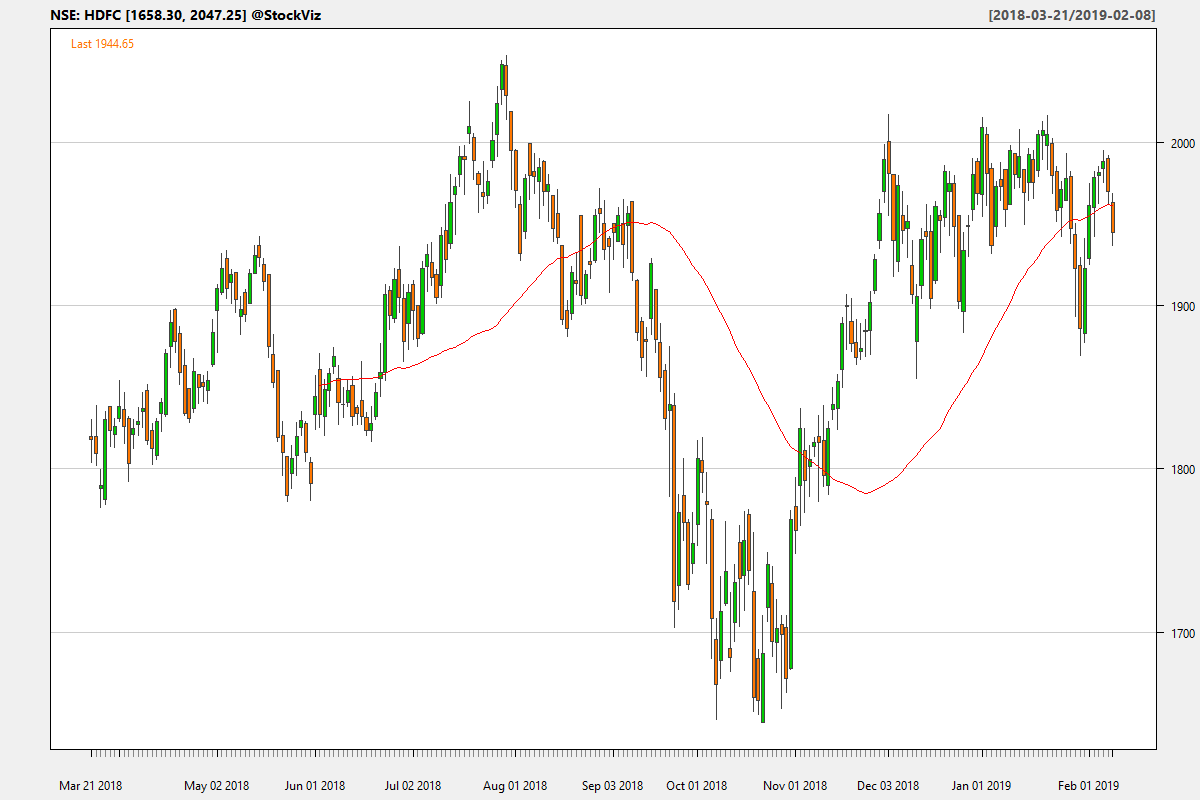 NSE: HDFC [1658.30, 2047.25] @StockViz
[2018-03-21/2019-02-08]
Last 1944.65
2000
1900
1800
1700
Mar 21 2018
May 02 2018
Jun 01 2018
Jul 02 2018
Aug 01 2018
Sep 03 2018
Oct 01 2018
Nov 01 2018
Dec 03 2018
Jan 01 2019
Feb 01 2019